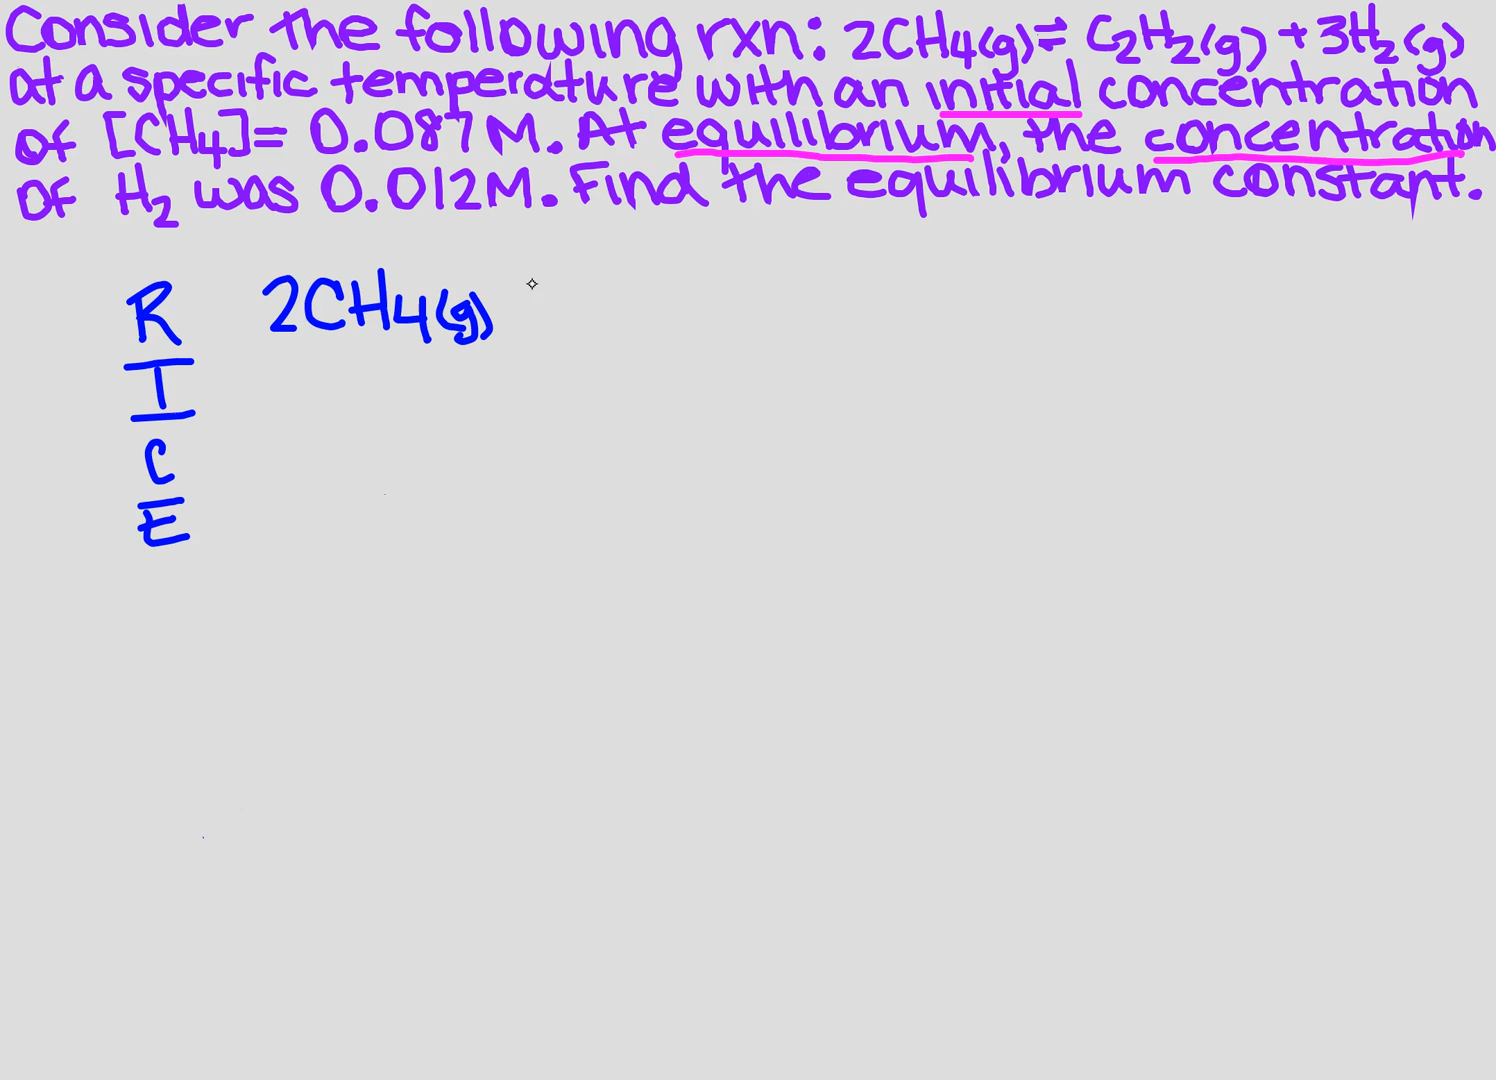 Consider the following rxn: 2CH4(g) ⇌ C2H2(g) + 3H2(g)
at a specific temperature with an initial concentration
of [CH4] = 0.087 M. At equilibrium, the concentration
of H2 was 0.012M. Find the equilibrium constant.
R 2CH4(g)
I
C
E